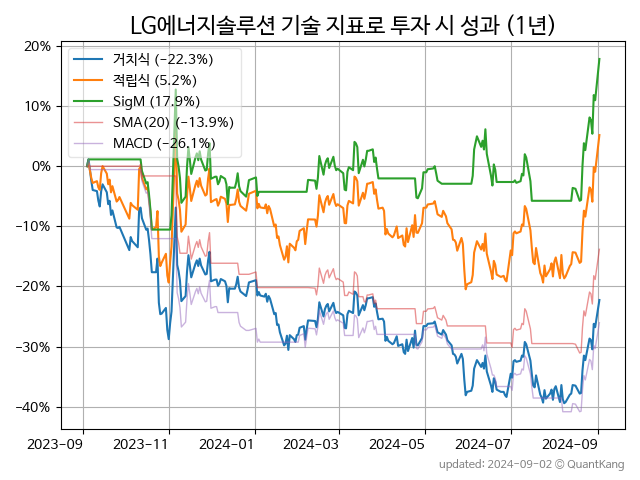 LG에너지솔루션 기술 지표로 투자 시 성과 (1년)
거치식 (−22.3%)
적립식 (5.2%)
SigM (17.9%)
SMA(20) (−13.9%)
MACD (−26.1%)
20%
10%
0%
−10%
−20%
−30%
−40%
2023-09 2023-11 2024-01 2024-03 2024-05 2024-07 2024-09
updated: 2024-09-02 © QuantKang